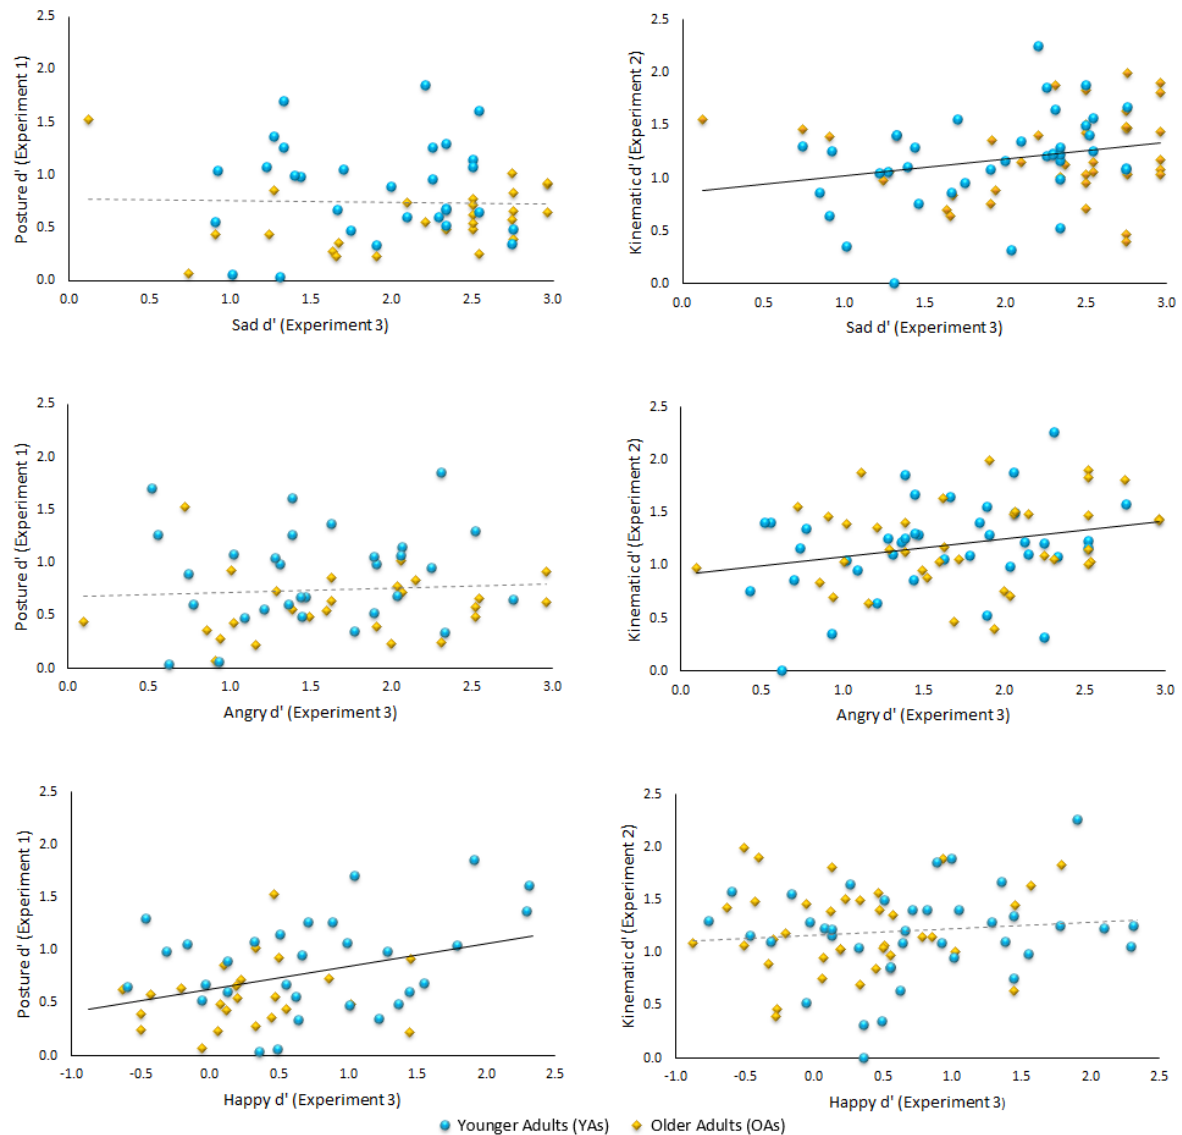 2.5
2.0
1.5
1.0
0.5
0.0
Posture d' (Experiment 1)
0.0 0.5 1.0 1.5 2.0 2.5 3.0
Sad d' (Experiment 3)
2.5
2.0
1.5
1.0
0.5
0.0
Kinematic d' (Experiment 2)
0.0 0.5 1.0 1.5 2.0 2.5 3.0
Sad d' (Experiment 3)
2.5
2.0
1.5
1.0
0.5
0.0
Posture d' (Experiment 1)
0.0 0.5 1.0 1.5 2.0 2.5 3.0
Angry d' (Experiment 3)
2.5
2.0
1.5
1.0
0.5
0.0
Kinematic d' (Experiment 2)
0.0 0.5 1.0 1.5 2.0 2.5 3.0
Angry d' (Experiment 3)
2.5
2.0
1.5
1.0
0.5
0.0
Posture d' (Experiment 1)
-1.0 -0.5 0.0 0.5 1.0 1.5 2.0 2.5
Happy d' (Experiment 3)
2.5
2.0
1.5
1.0
0.5
0.0
Kinematic d' (Experiment 2)
-1.0 -0.5 0.0 0.5 1.0 1.5 2.0 2.5
Happy d' (Experiment 3)
Younger Adults (YAs) Older Adults (OAs)